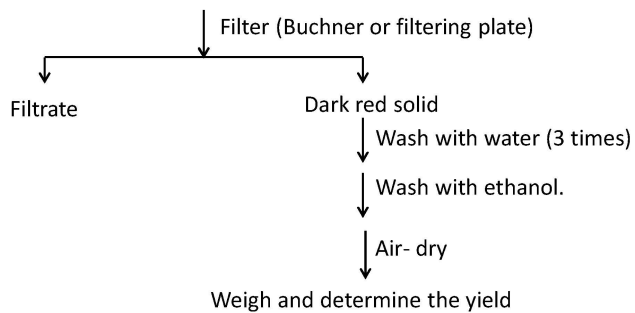 Filter (Buchner or filtering plate)
Filtrate
Dark red solid
Wash with water (3 times)
Wash with ethanol.
Air- dry
Weigh and determine the yield